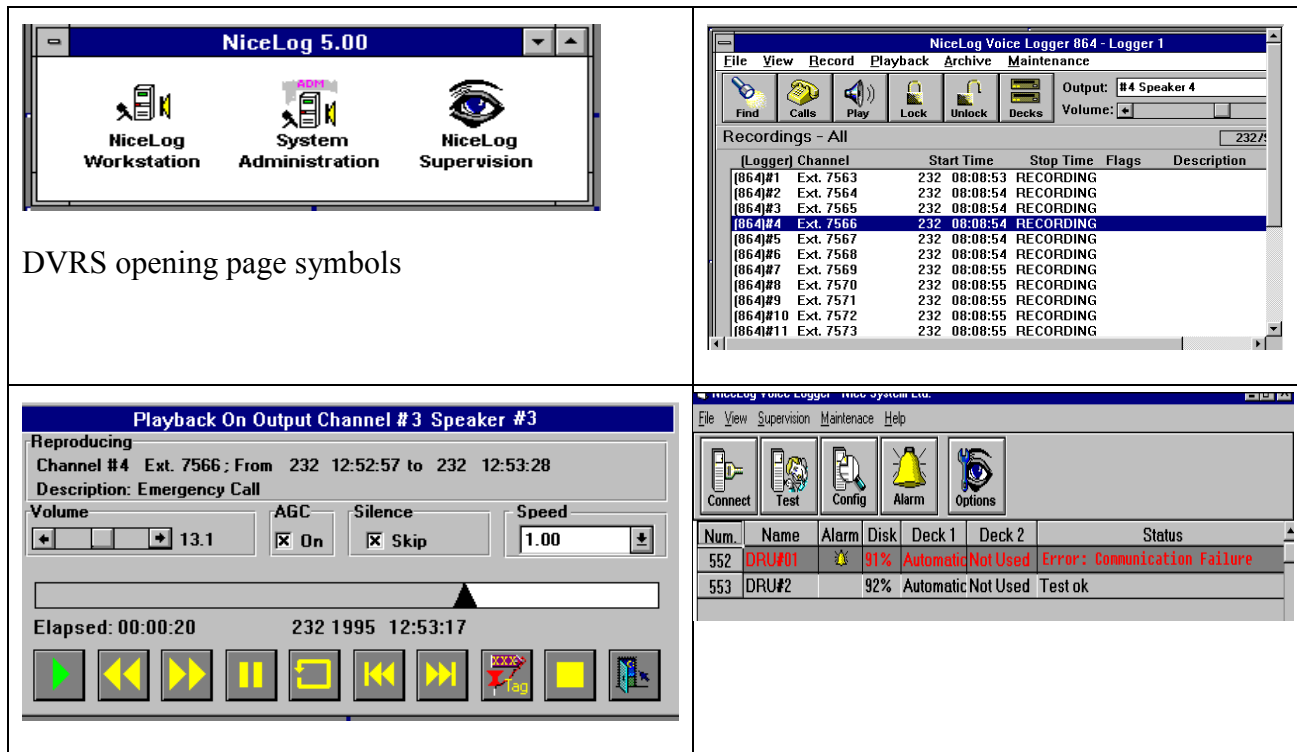 NiceLog 5.00
ADM
NiceLog Workstation
System Administration
NiceLog Supervision
DVRS opening page symbols
NiceLog Voice Logger 864 - Logger 1
File View Record Playback Archive Maintenance
Find Calls Play Lock Unlock Decks
Output: #4 Speaker 4
Volume:
Recordings - All
(Logger) Channel Start Time Stop Time Flags Description
(864)#1 Ext. 7563 232 08:08:53 RECORDING
(864)#2 Ext. 7564 232 08:08:54 RECORDING
(864)#3 Ext. 7565 232 08:08:54 RECORDING
(864)#4 Ext. 7566 232 08:08:54 RECORDING
(864)#5 Ext. 7567 232 08:08:54 RECORDING
(864)#6 Ext. 7568 232 08:08:54 RECORDING
(864)#7 Ext. 7569 232 08:08:55 RECORDING
(864)#8 Ext. 7570 232 08:08:55 RECORDING
(864)#9 Ext. 7571 232 08:08:55 RECORDING
(864)#10 Ext. 7572 232 08:08:55 RECORDING
(864)#11 Ext. 7573 232 08:08:55 RECORDING
Playback On Output Channel #3 Speaker #3
Reproducing
Channel #4 Ext. 7566 ; From 232 12:52:57 to 232 12:53:28
Description: Emergency Call
Volume AGC Silence Speed
13.1 On Skip 1.00
Elapsed: 00:00:20 232 1995 12:53:17
xxx
Tag
NiceLog Voice Logger - Nice System Ltd.
File View Supervision Maintenace Help
Connect Test Config Alarm Options
Num. Name Alarm Disk Deck 1 Deck 2 Status
552 DRU#01 91% Automatic Not Used Error: Communication Failure
553 DRU#2 92% Automatic Not Used Test ok